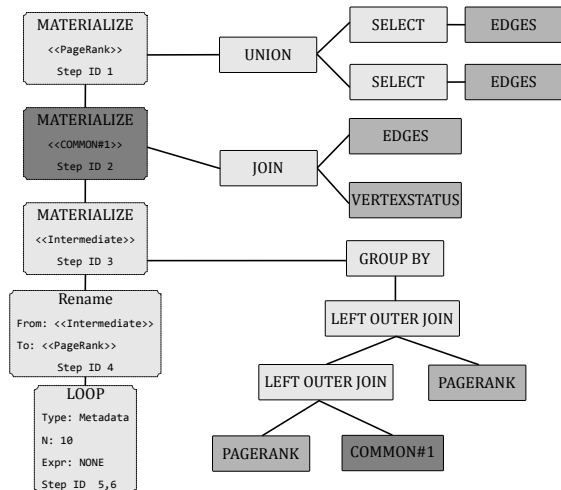 MATERIALIZE
<<PageRank>>
Step ID 1
UNION
SELECT
EDGES
SELECT
EDGES
MATERIALIZE
<<COMMON#1>>
Step ID 2
JOIN
EDGES
VERTEXSTATUS
MATERIALIZE
<<Intermediate>>
Step ID 3
GROUP BY
LEFT OUTER JOIN
LEFT OUTER JOIN
PAGERANK
PAGERANK
COMMON#1
Rename
From: <<Intermediate>>
To: <<PageRank>>
Step ID 4
LOOP
Type: Metadata
N: 10
Expr: NONE
Step ID 5,6